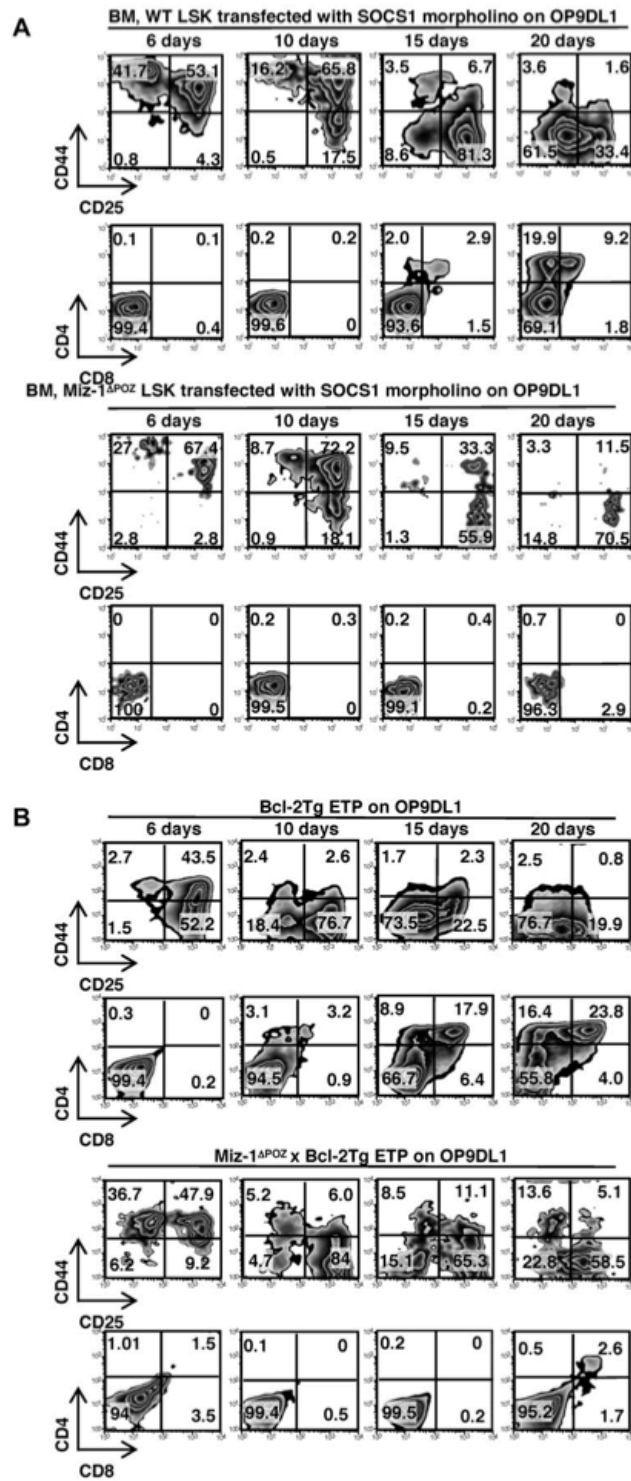 A
BM, WT LSK transfected with SOCS1 morpholino on OP9DL1
6 days 10 days 15 days 20 days
41.7 53.1 16.2 65.8 3.5 6.7 3.6 1.6
0.8 4.3 0.5 17.5 8.6 81.3 61.5 33.4
CD44
CD25
0.1 0.1 0.2 0.2 2.0 2.9 19.9 9.2
99.4 0.4 99.6 0 93.6 1.5 69.1 1.8
CD4
CD8
BM, Miz-1ΔPOZ LSK transfected with SOCS1 morpholino on OP9DL1
6 days 10 days 15 days 20 days
27 67.4 8.7 72.2 9.5 33.3 3.3 11.5
2.8 2.8 0.9 18.1 1.3 55.9 14.8 70.5
CD44
CD25
0 0 0.2 0.3 0.2 0.4 0.7 0
100 0 99.5 0 99.1 0.2 96.3 2.9
CD4
CD8
B
Bcl-2Tg ETP on OP9DL1
6 days 10 days 15 days 20 days
2.7 43.5 2.4 2.6 1.7 2.3 2.5 0.8
1.5 52.2 18.4 76.7 73.5 22.5 76.7 19.9
CD44
CD25
0.3 0 3.1 3.2 8.9 17.9 16.4 23.8
99.4 0.2 94.5 0.9 66.7 6.4 55.8 4.0
CD4
CD8
Miz-1ΔPOZ x Bcl-2Tg ETP on OP9DL1
36.7 47.9 5.2 6.0 8.5 11.1 13.6 5.1
6.2 9.2 4.7 84 15.1 65.3 22.8 58.5
CD44
CD25
1.01 1.5 0.1 0 0.2 0 0.5 2.6
94 3.5 99.4 0.5 99.5 0.2 95.2 1.7
CD4
CD8